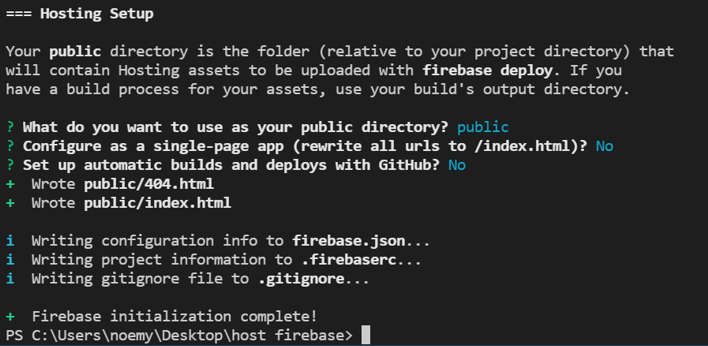 === Hosting Setup
Your public directory is the folder (relative to your project directory) that
will contain Hosting assets to be uploaded with firebase deploy. If you
have a build process for your assets, use your build's output directory.
? What do you want to use as your public directory? public
? Configure as a single-page app (rewrite all urls to /index.html)? No
? Set up automatic builds and deploys with GitHub? No
+  Wrote public/404.html
+  Wrote public/index.html
i  Writing configuration info to firebase.json...
i  Writing project information to .firebaserc...
i  Writing gitignore file to .gitignore...
+  Firebase initialization complete!
PS C:\Users\noemy\Desktop\host firebase>